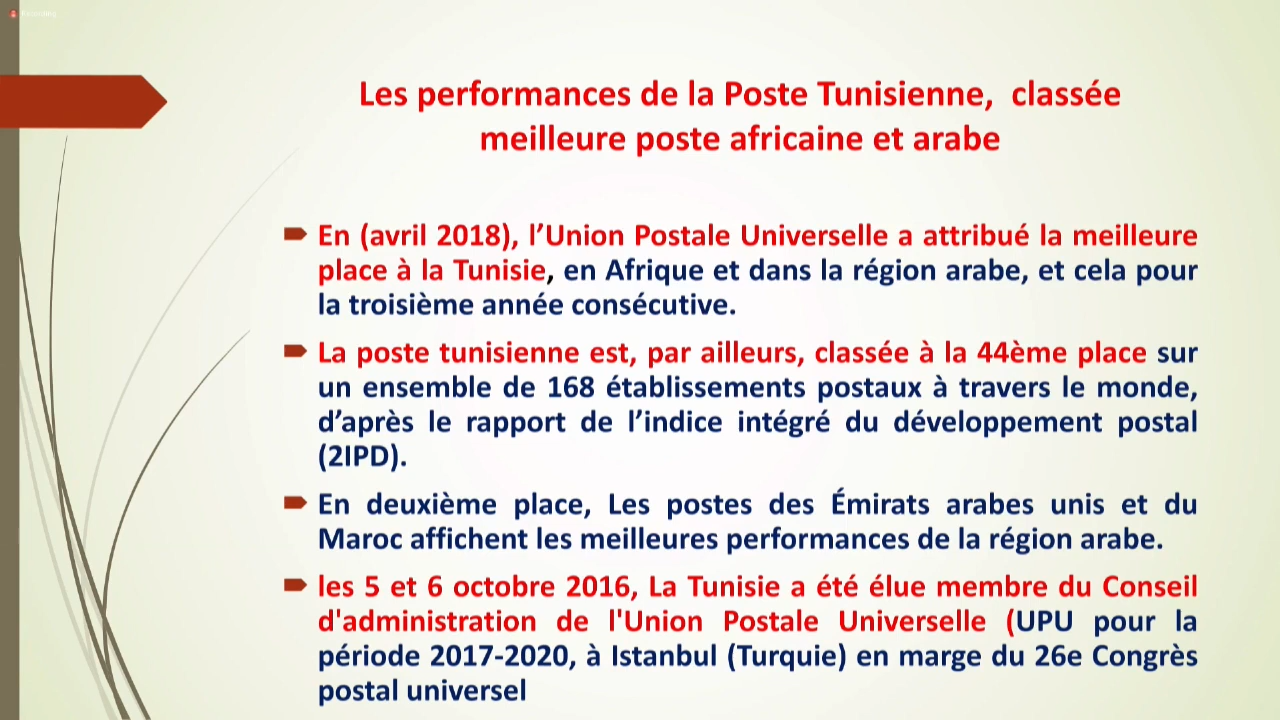 Recording
Les performances de la Poste Tunisienne, classée
meilleure poste africaine et arabe
En (avril 2018), l’Union Postale Universelle a attribué la meilleure
place à la Tunisie, en Afrique et dans la région arabe, et cela pour
la troisième année consécutive.
La poste tunisienne est, par ailleurs, classée à la 44ème place sur
un ensemble de 168 établissements postaux à travers le monde,
d’après le rapport de l’indice intégré du développement postal
(2IPD).
En deuxième place, Les postes des Émirats arabes unis et du
Maroc affichent les meilleures performances de la région arabe.
les 5 et 6 octobre 2016, La Tunisie a été élue membre du Conseil
d'administration de l'Union Postale Universelle (UPU pour la
période 2017-2020, à Istanbul (Turquie) en marge du 26e Congrès
postal universel